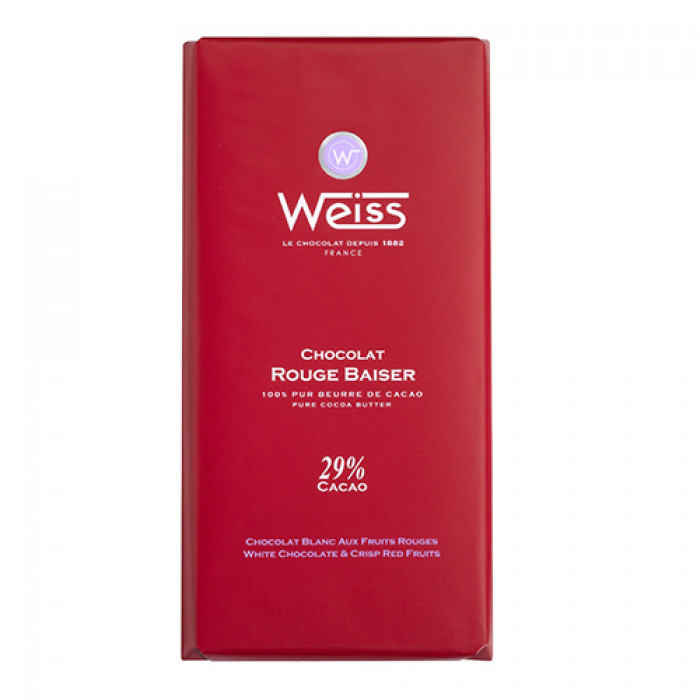 W
Weiss
LE CHOCOLAT DEPUIS 1882
FRANCE
CHOCOLAT
ROUGE BAISER
100% PUR BEURRE DE CACAO
PURE COCOA BUTTER
29%
CACAO
CHOCOLAT BLANC AUX FRUITS ROUGES
WHITE CHOCOLATE & CRISP RED FRUITS